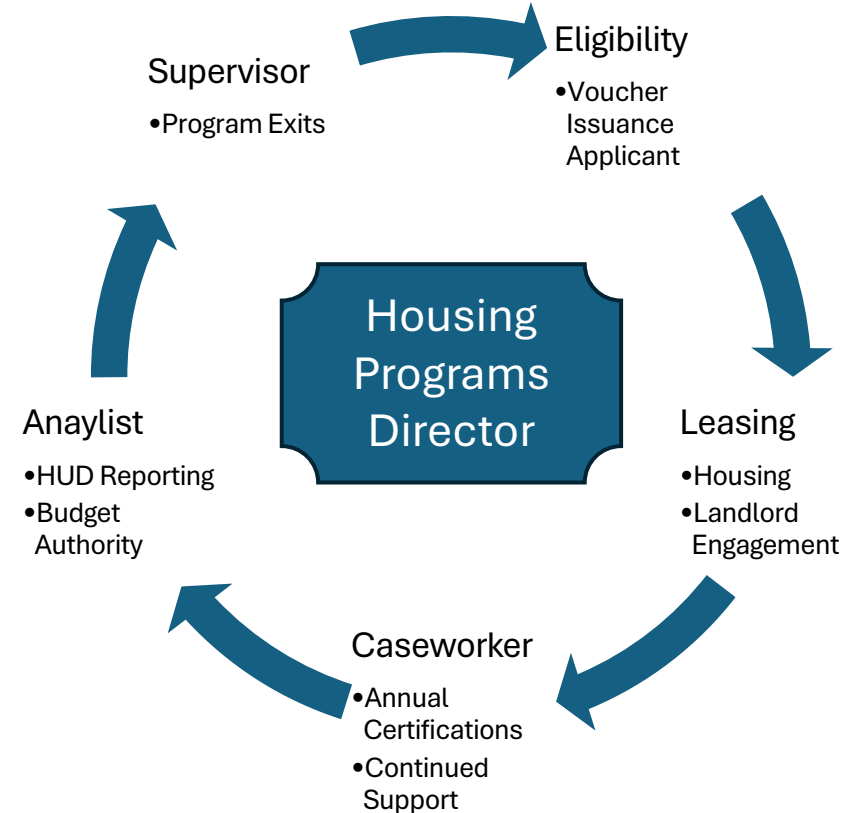 Supervisor
•Program Exits
Eligibility
•Voucher
Issuance
Applicant
Housing
Programs
Director
Leasing
•Housing
•Landlord
Engagement
Caseworker
•Annual
Certifications
•Continued
Support
Anaylist
•HUD Reporting
•Budget
Authority